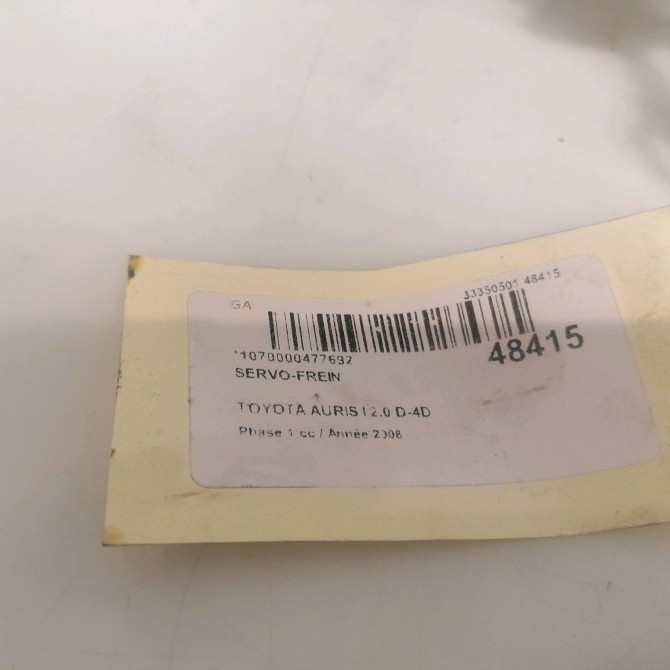 GA
33350501 48415
*1070000477692
48415
SERVO-FREIN
TOYOTA AURIS I 2.0 D-4D
Phase 1 cc / Année 2008